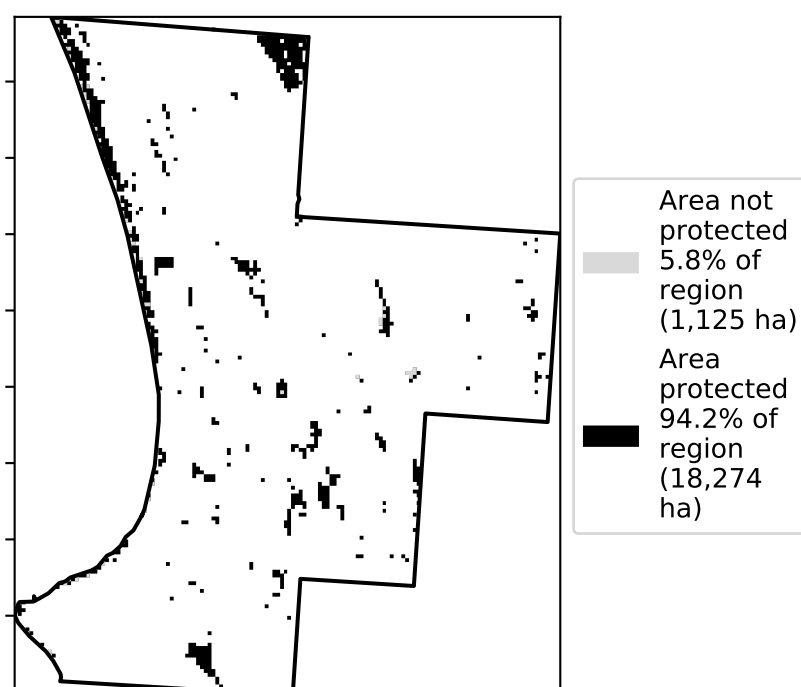 Area not
protected
5.8% of
region
(1,125 ha)
Area
protected
94.2% of
region
(18,274
ha)